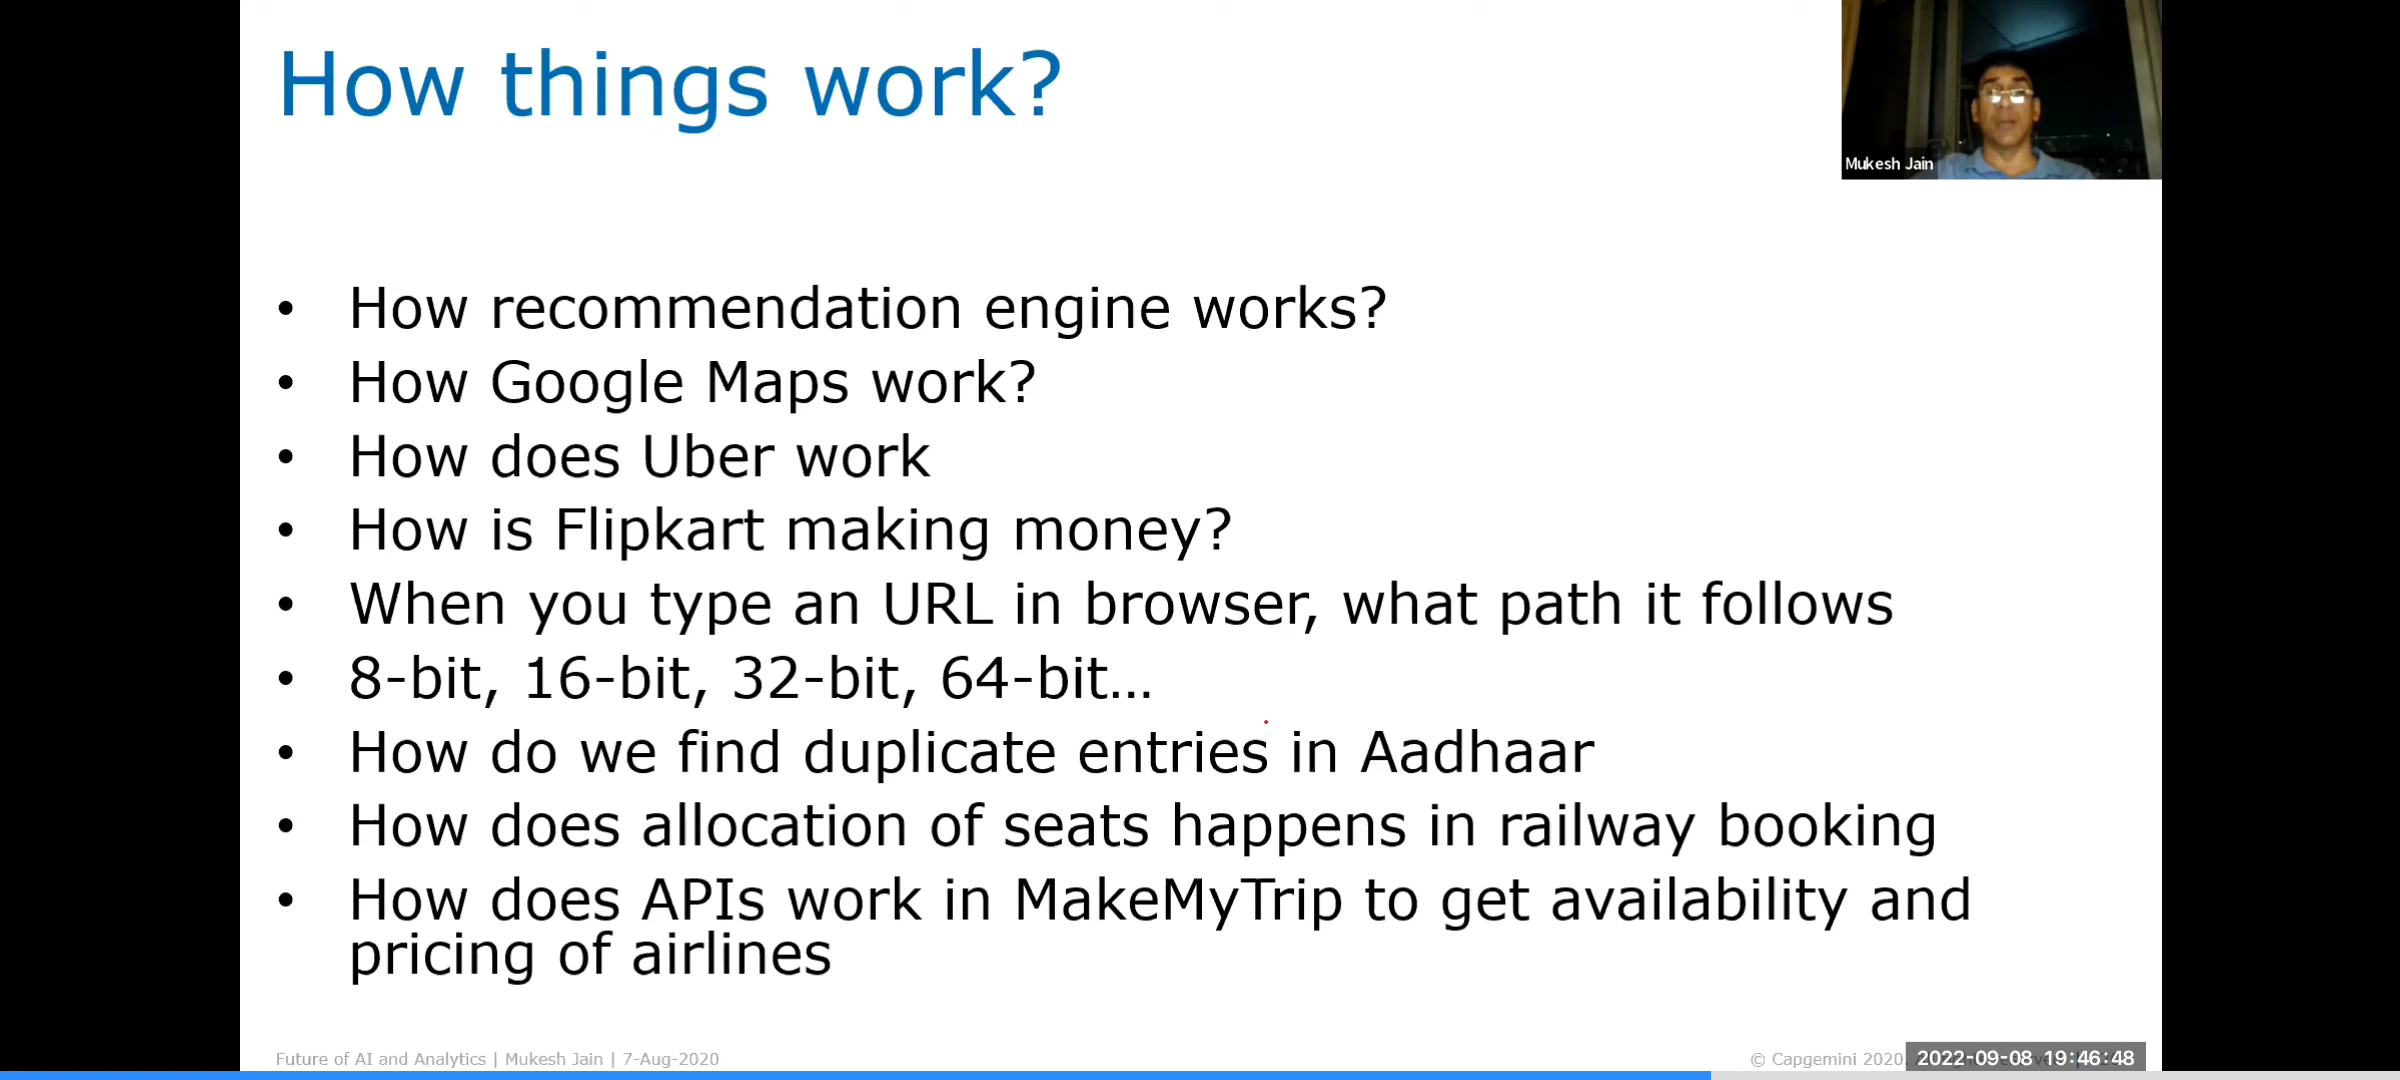 How things work?
Mukesh Jain
• How recommendation engine works?
• How Google Maps work?
• How does Uber work
• How is Flipkart making money?
• When you type an URL in browser, what path it follows
• 8-bit, 16-bit, 32-bit, 64-bit...
• How do we find duplicate entries in Aadhaar
• How does allocation of seats happens in railway booking
• How does APIs work in MakeMyTrip to get availability and
pricing of airlines
Future of AI and Analytics | Mukesh Jain | 7-Aug-2020
© Capgemini 2020.
2022-09-08 19:46:48